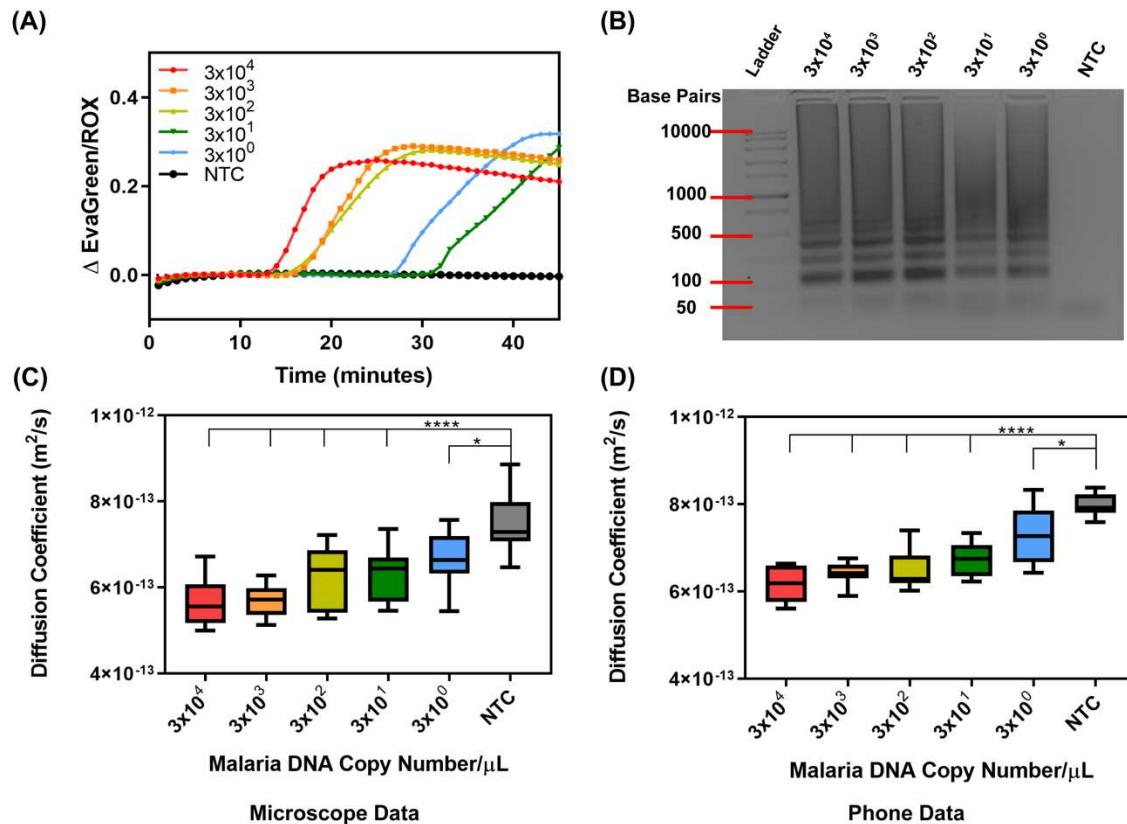 (A)
3x10⁴
3x10³
3x10²
3x10¹
3x10⁰
NTC
Δ EvaGreen/ROX
0.4
0.2
0.0
0 10 20 30 40
Time (minutes)
(B)
Ladder 3x10⁴ 3x10³ 3x10² 3x10¹ 3x10⁰ NTC
Base Pairs
10000
1000
500
100
50
(C)
Diffusion Coefficient (m²/s)
1×10⁻¹²
8×10⁻¹³
6×10⁻¹³
4×10⁻¹³
****
*
3x10⁴ 3x10³ 3x10² 3x10¹ 3x10⁰ NTC
Malaria DNA Copy Number/μL
Microscope Data
(D)
Diffusion Coefficient (m²/s)
1×10⁻¹²
8×10⁻¹³
6×10⁻¹³
4×10⁻¹³
****
*
3x10⁴ 3x10³ 3x10² 3x10¹ 3x10⁰ NTC
Malaria DNA Copy Number/μL
Phone Data